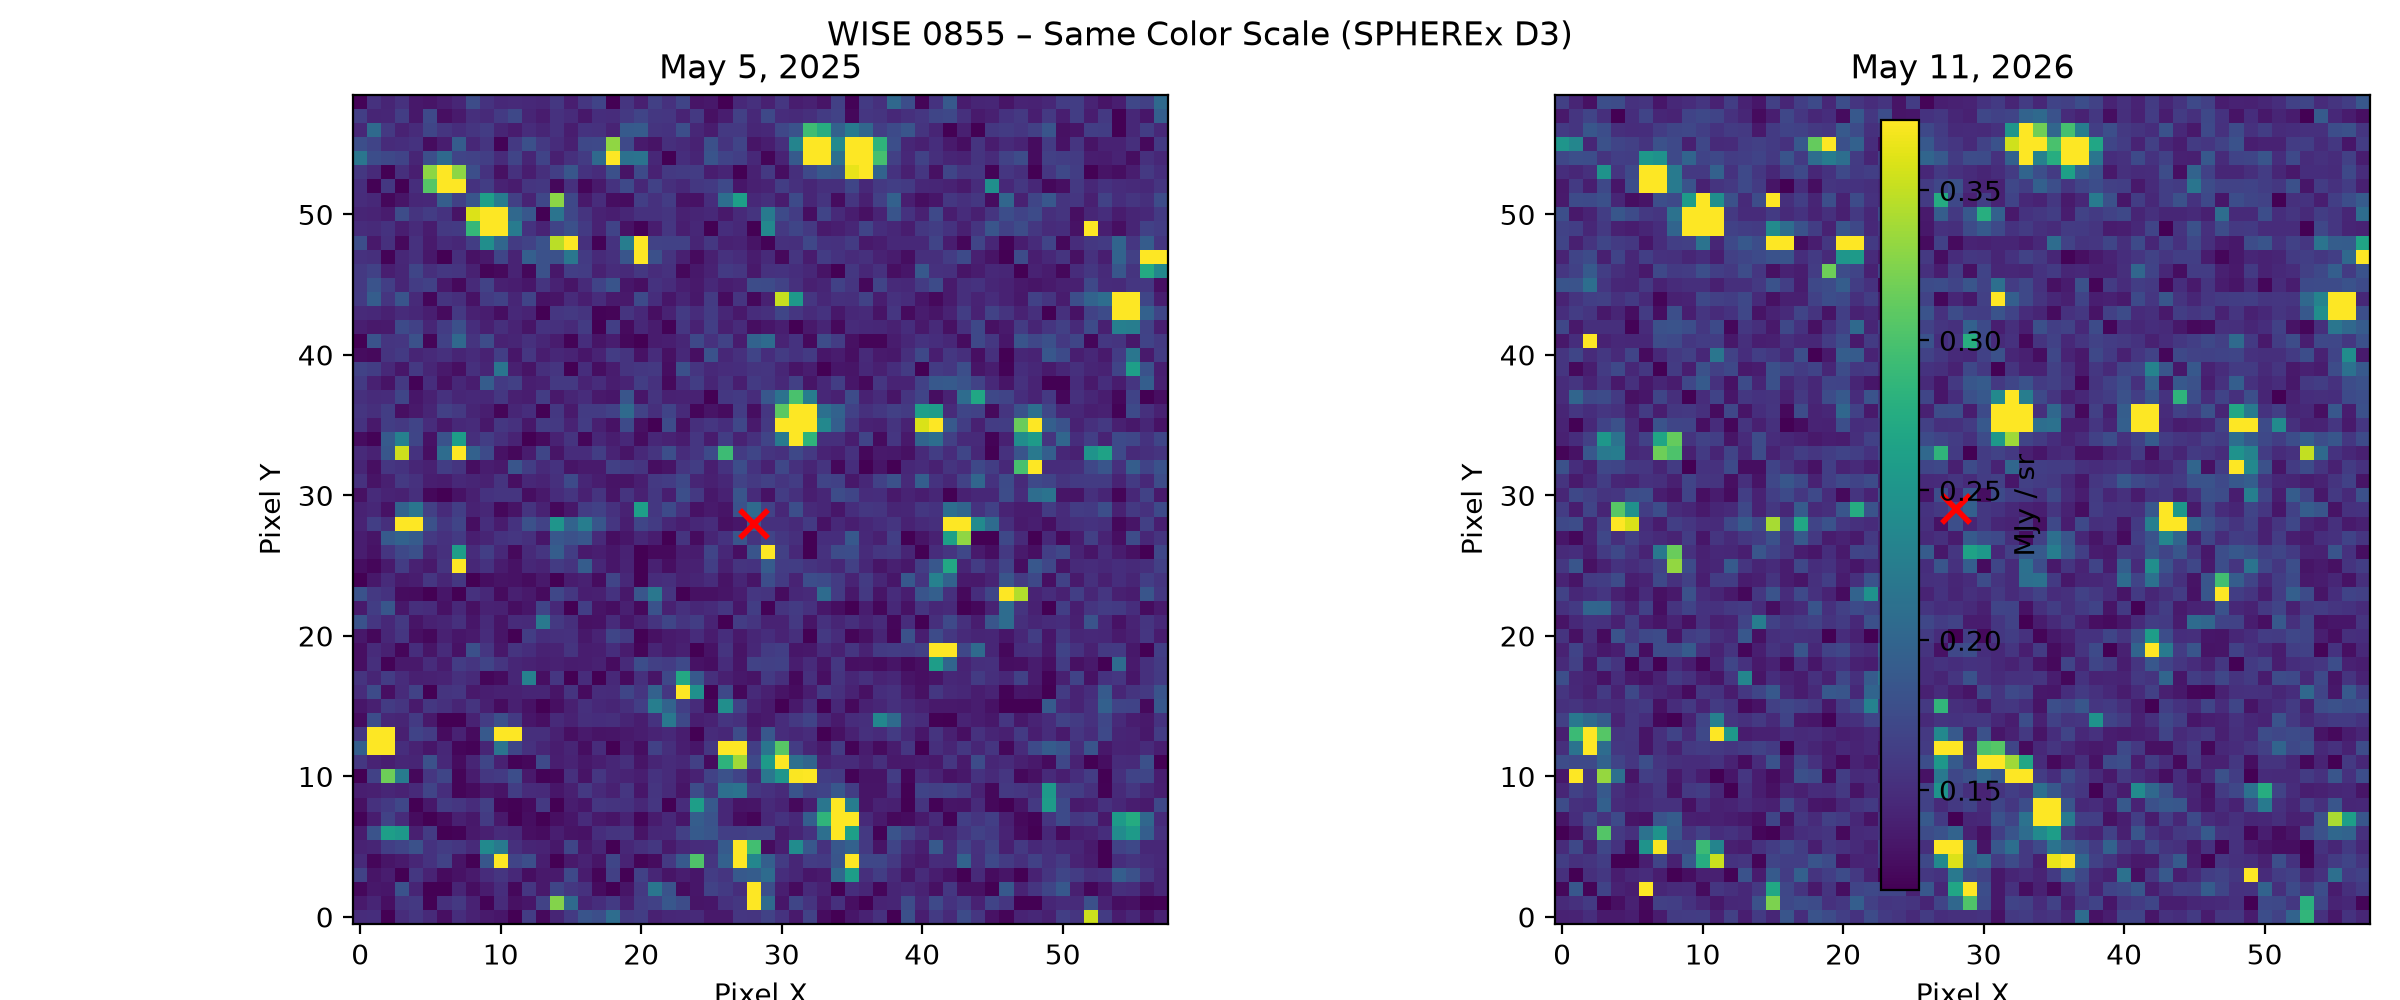 WISE 0855 – Same Color Scale (SPHEREx D3)
May 5, 2025
May 11, 2026
Pixel Y
50
40
30
20
10
0
0 10 20 30 40 50
Pixel X
Pixel Y
50
40
30
20
10
0
0 10 20 30 40 50
Pixel X
0.35
0.30
0.25
0.20
0.15
MJy / sr